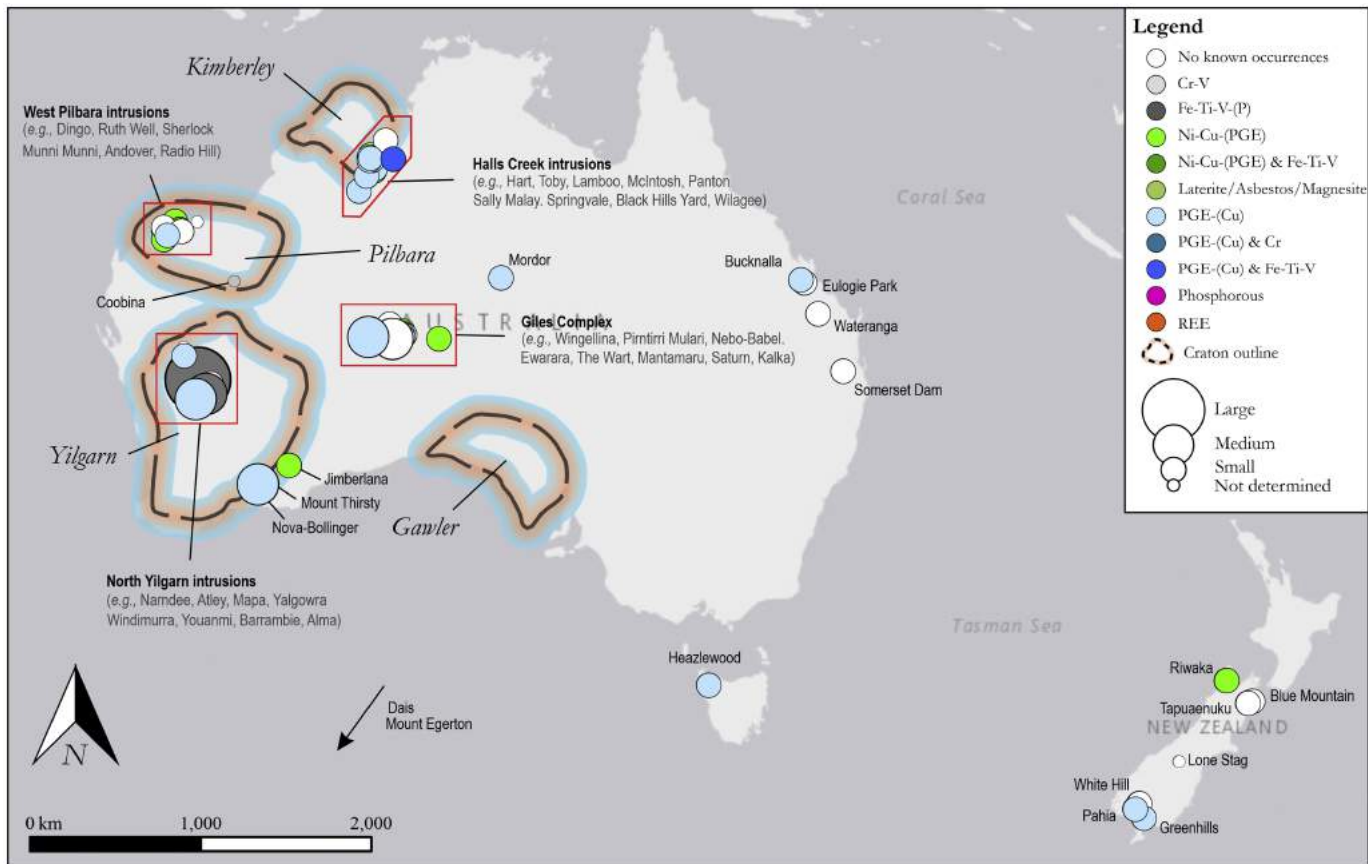 Kimberley
West Pilbara intrusions
(e.g., Dingo, Ruth Well, Sherlock
Munni Munni, Andover, Radio Hill)
Halls Creek intrusions
(e.g., Hart, Toby, Lamboo, McIntosh, Panton
Sally Malay. Springvale, Black Hills Yard, Wilagee)
Coral Sea
Pilbara
Coobina
Mordor
Bucknalla
Eulogie Park
Wateranga
Somerset Dam
AUSTRALIA
Giles Complex
(e.g., Wingellina, Pirntirri Mulari, Nebo-Babel.
Ewarara, The Wart, Mantamaru, Saturn, Kalka)
Yilgarn
Jimberlana
Mount Thirsty
Nova-Bollinger
Gawler
North Yilgarn intrusions
(e.g., Narndee, Atley, Mapa, Yalgowra
Windimurra, Youanmi, Barrambie, Alma)
Tasman Sea
Heazlewood
Riwaka
Blue Mountain
Tapuaenuku
NEW ZEALAND
Lone Stag
White Hill
Pahia
Greenhills
Dais
Mount Egerton
N
0 km 1,000 2,000
Legend
No known occurrences
Cr-V
Fe-Ti-V-(P)
Ni-Cu-(PGE)
Ni-Cu-(PGE) & Fe-Ti-V
Laterite/Asbestos/Magnesite
PGE-(Cu)
PGE-(Cu) & Cr
PGE-(Cu) & Fe-Ti-V
Phosphorous
REE
Craton outline
Large
Medium
Small
Not determined